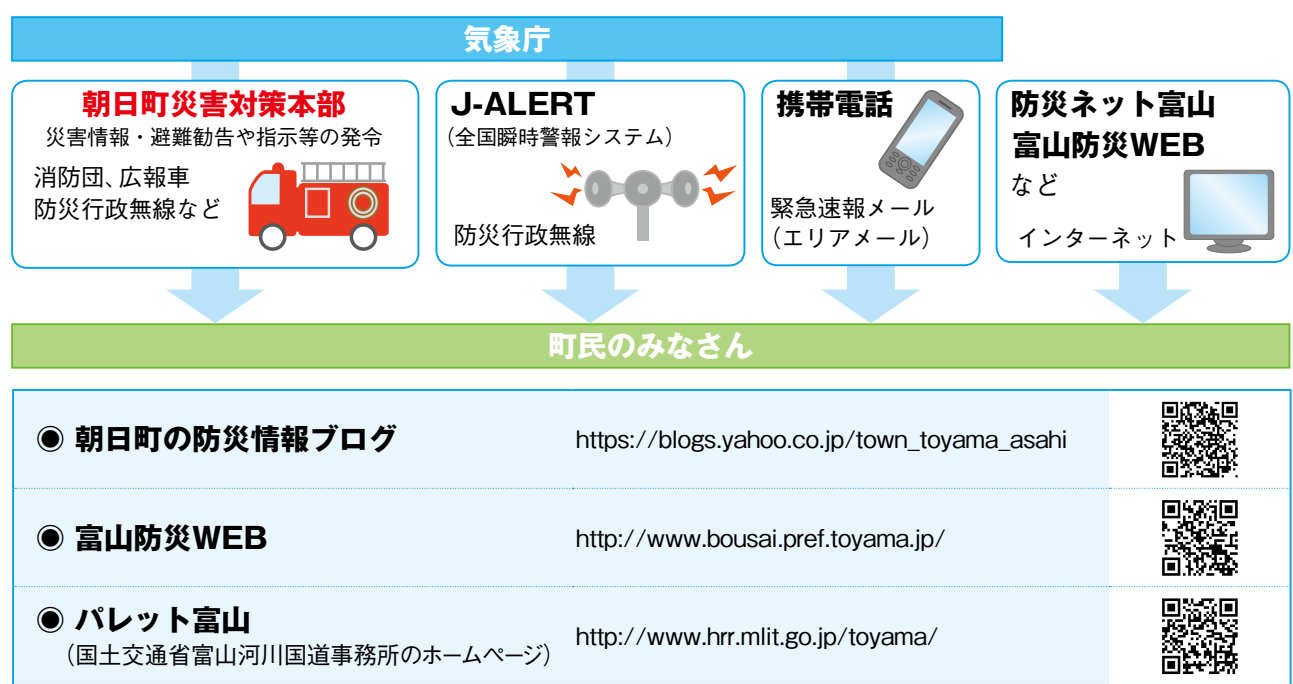 気象庁
朝日町災害対策本部
災害情報・避難勧告や指示等の発令
消防団、広報車
防災行政無線など
J-ALERT
(全国瞬時警報システム)
防災行政無線
携帯電話
緊急速報メール
(エリアメール)
防災ネット富山
富山防災WEB
など
インターネット
町民のみなさん
◉ 朝日町の防災情報ブログ
https://blogs.yahoo.co.jp/town_toyama_asahi
◉ 富山防災WEB
http://www.bousai.pref.toyama.jp/
◉ パレット富山
(国土交通省富山河川国道事務所のホームページ)
http://www.hrr.mlit.go.jp/toyama/